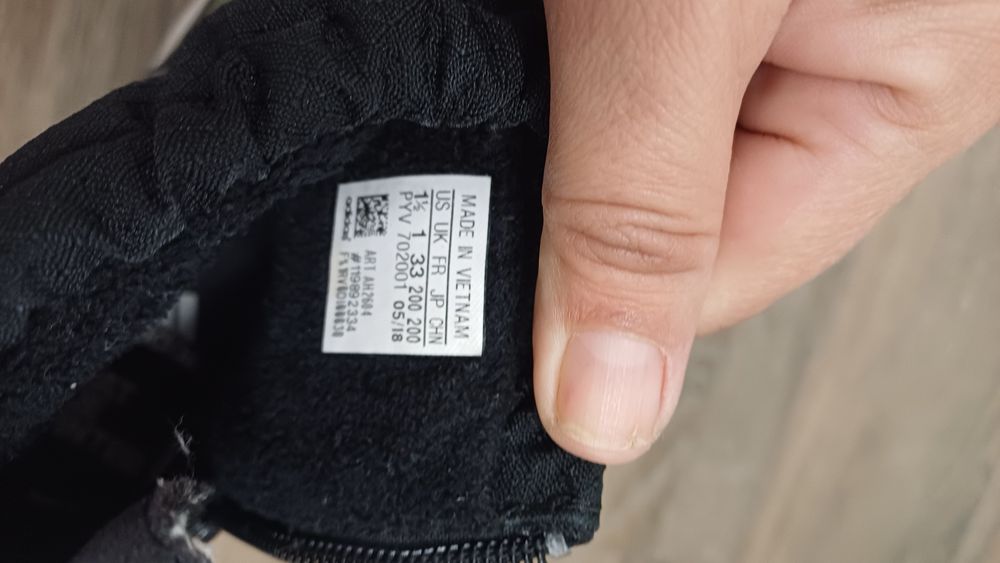 MADE IN VIETNAM
US UK FR JP CHN
1½ 1 33 200 200
PYV 702001 05/18
ART AH2604
#119892334
adidas